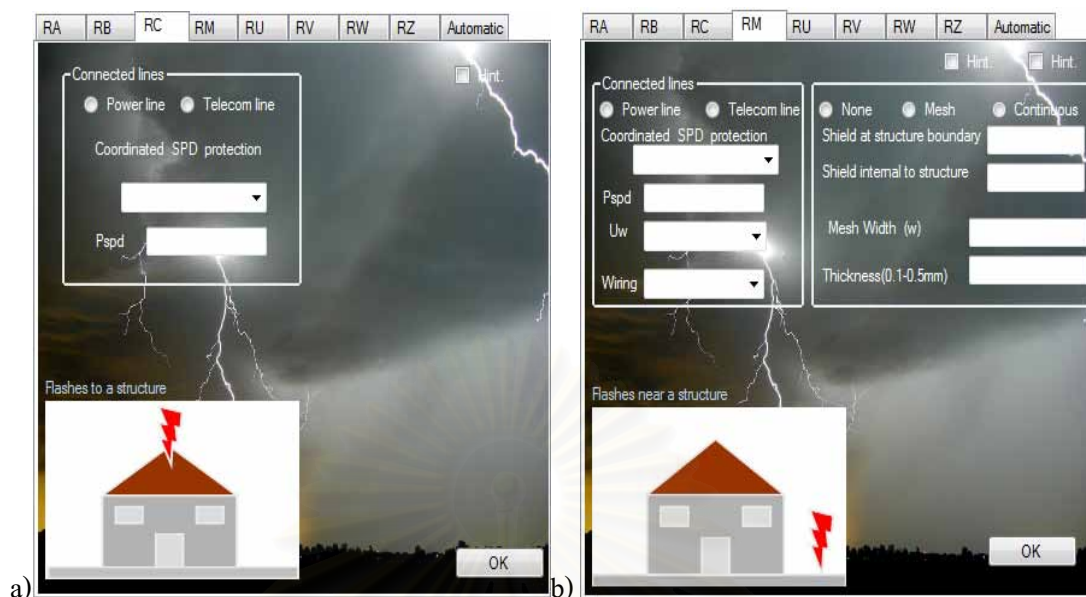 RA RB RC RM RU RV RW RZ Automatic
Hint.
Connected lines
Power line Telecom line
Coordinated SPD protection
Pspd
Flashes to a structure
OK
a)
RA RB RC RM RU RV RW RZ Automatic
Hint. Hint.
Connected lines
Power line Telecom line
Coordinated SPD protection
Pspd
Uw
Wiring
None Mesh Continuous
Shield at structure boundary
Shield internal to structure
Mesh Width (w)
Thickness(0.1-0.5mm)
Flashes near a structure
OK
b)